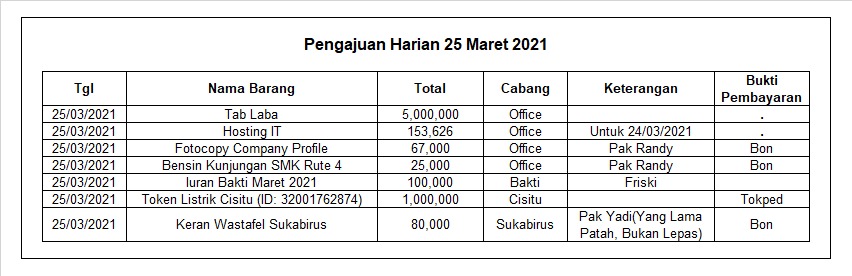 Pengajuan Harian 25 Maret 2021
Tgl Nama Barang Total Cabang Keterangan Bukti Pembayaran
25/03/2021 Tab Laba 5,000,000 Office .
25/03/2021 Hosting IT 153,626 Office Untuk 24/03/2021 .
25/03/2021 Fotocopy Company Profile 67,000 Office Pak Randy Bon
25/03/2021 Bensin Kunjungan SMK Rute 4 25,000 Office Pak Randy Bon
25/03/2021 Iuran Bakti Maret 2021 100,000 Bakti Friski
25/03/2021 Token Listrik Cisitu (ID: 32001762874) 1,000,000 Cisitu Tokped
25/03/2021 Keran Wastafel Sukabirus 80,000 Sukabirus Pak Yadi(Yang Lama Patah, Bukan Lepas) Bon